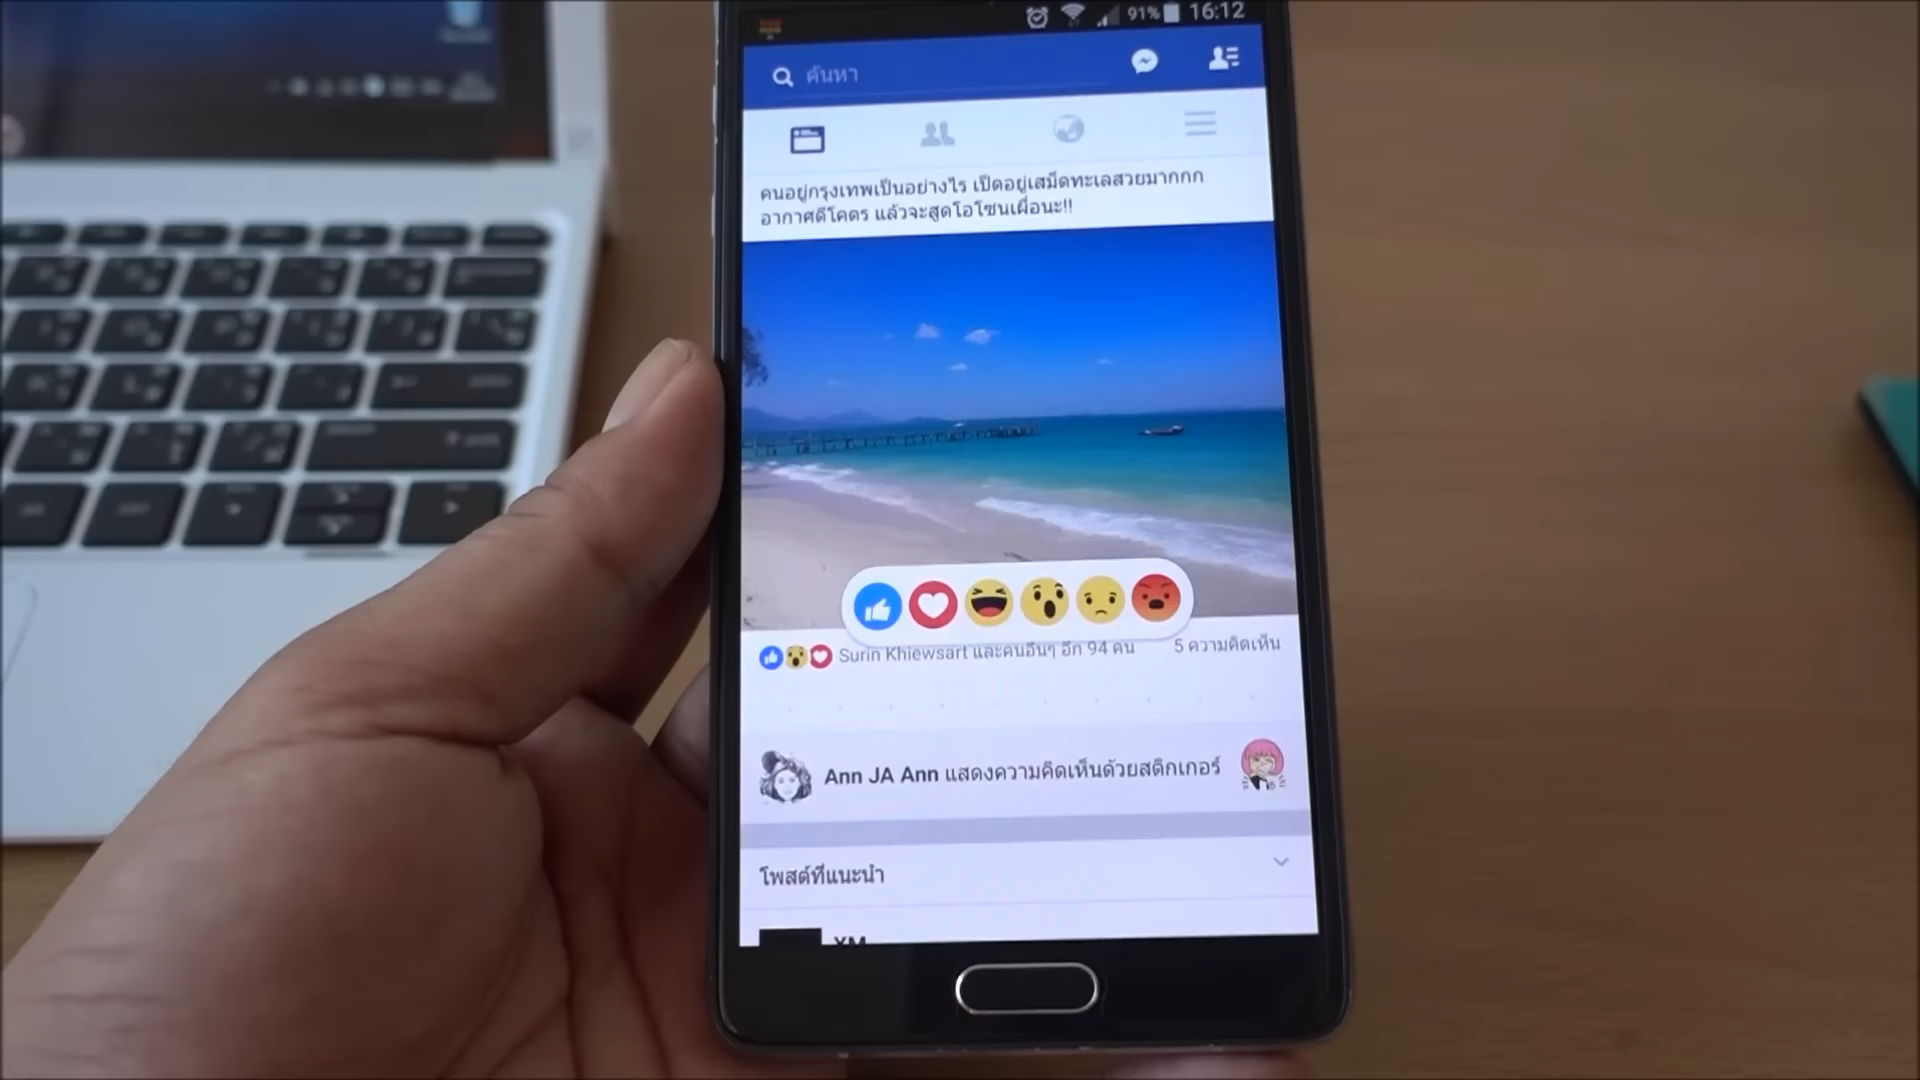 91% 16:12
ค้นหา
คนอยู่กรุงเทพเป็นอย่างไร เปิดอยู่เสม็ดทะเลสวยมากกก
อากาศดีโคตร แล้วจะสูดโอโซนเผื่อนะ!!
Surin Khiewsart และคนอื่นๆ อีก 94 คน 5 ความคิดเห็น
Ann JA Ann แสดงความคิดเห็นด้วยสติกเกอร์
โพสต์ที่แนะนำ
XM